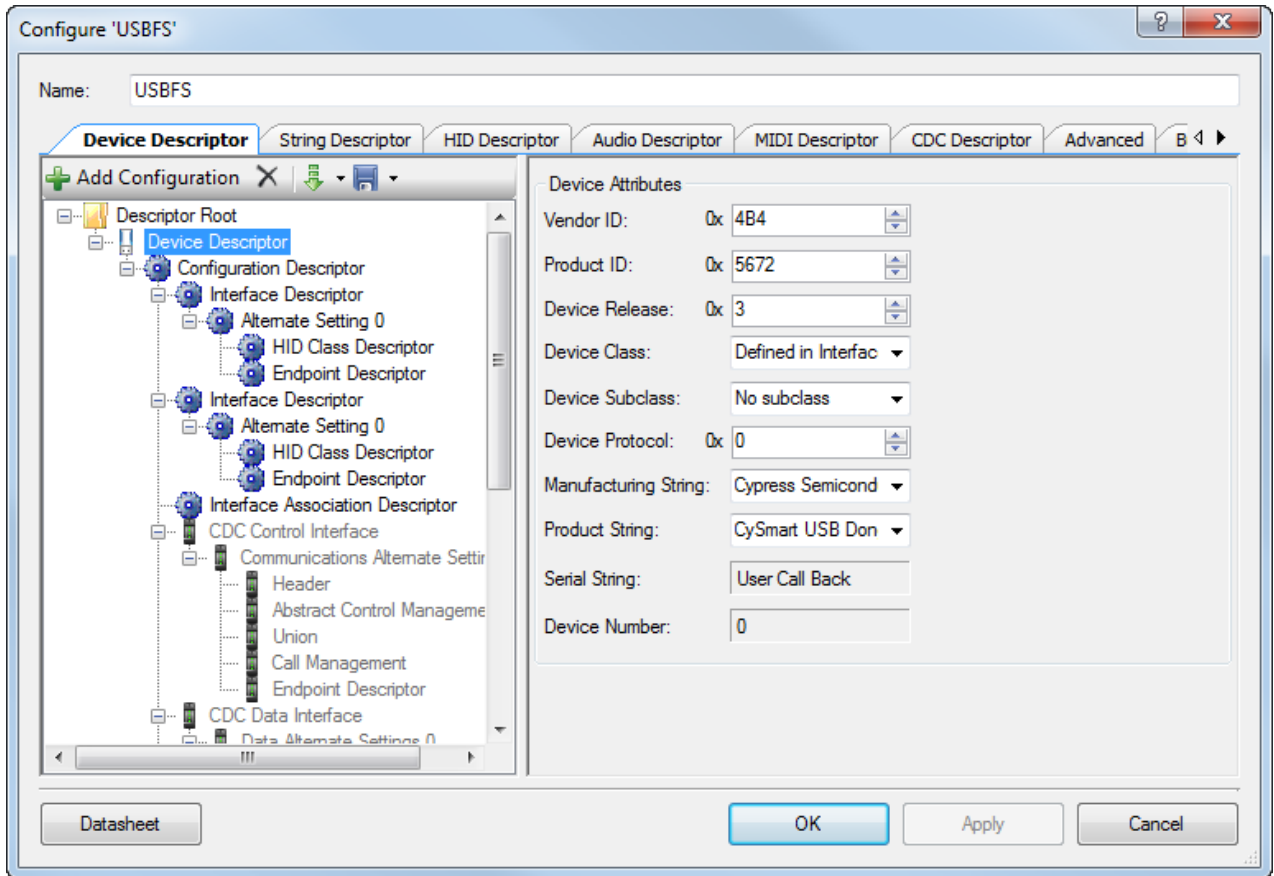 Configure 'USBFS'
Name: USBFS
Device Descriptor String Descriptor HID Descriptor Audio Descriptor MIDI Descriptor CDC Descriptor Advanced B
Add Configuration
Descriptor Root
Device Descriptor
Configuration Descriptor
Interface Descriptor
Alternate Setting 0
HID Class Descriptor
Endpoint Descriptor
Interface Descriptor
Alternate Setting 0
HID Class Descriptor
Endpoint Descriptor
Interface Association Descriptor
CDC Control Interface
Communications Alternate Settin
Header
Abstract Control Manageme
Union
Call Management
Endpoint Descriptor
CDC Data Interface
Data Alternate Settings 0
Device Attributes
Vendor ID: 0x 4B4
Product ID: 0x 5672
Device Release: 0x 3
Device Class: Defined in Interfac
Device Subclass: No subclass
Device Protocol: 0x 0
Manufacturing String: Cypress Semicond
Product String: CySmart USB Don
Serial String: User Call Back
Device Number: 0
Datasheet OK Apply Cancel